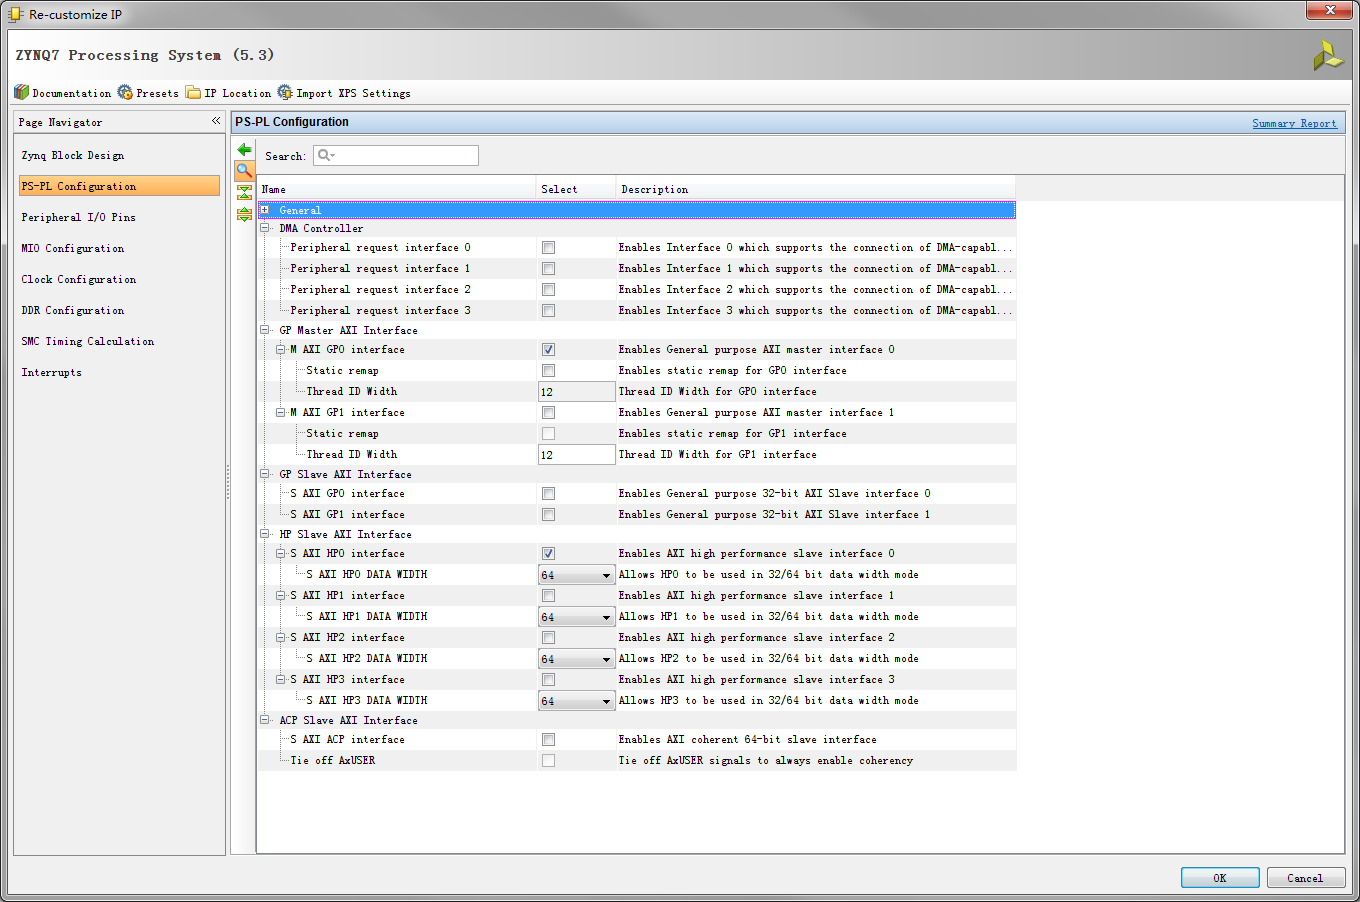 Re-customize IP
ZYNQ7 Processing System (5.3)
Documentation Presets IP Location Import XPS Settings
Page Navigator «
Zynq Block Design
PS-PL Configuration
Peripheral I/O Pins
MIO Configuration
Clock Configuration
DDR Configuration
SMC Timing Calculation
Interrupts
PS-PL Configuration Summary Report
Search:
Name Select Description
General
DMA Controller
Peripheral request interface 0 Enables Interface 0 which supports the connection of DMA-capabl...
Peripheral request interface 1 Enables Interface 1 which supports the connection of DMA-capabl...
Peripheral request interface 2 Enables Interface 2 which supports the connection of DMA-capabl...
Peripheral request interface 3 Enables Interface 3 which supports the connection of DMA-capabl...
GP Master AXI Interface
M AXI GP0 interface Enables General purpose AXI master interface 0
Static remap Enables static remap for GP0 interface
Thread ID Width 12 Thread ID Width for GP0 interface
M AXI GP1 interface Enables General purpose AXI master interface 1
Static remap Enables static remap for GP1 interface
Thread ID Width 12 Thread ID Width for GP1 interface
GP Slave AXI Interface
S AXI GP0 interface Enables General purpose 32-bit AXI Slave interface 0
S AXI GP1 interface Enables General purpose 32-bit AXI Slave interface 1
HP Slave AXI Interface
S AXI HP0 interface Enables AXI high performance slave interface 0
S AXI HP0 DATA WIDTH 64 Allows HP0 to be used in 32/64 bit data width mode
S AXI HP1 interface Enables AXI high performance slave interface 1
S AXI HP1 DATA WIDTH 64 Allows HP1 to be used in 32/64 bit data width mode
S AXI HP2 interface Enables AXI high performance slave interface 2
S AXI HP2 DATA WIDTH 64 Allows HP2 to be used in 32/64 bit data width mode
S AXI HP3 interface Enables AXI high performance slave interface 3
S AXI HP3 DATA WIDTH 64 Allows HP3 to be used in 32/64 bit data width mode
ACP Slave AXI Interface
S AXI ACP interface Enables AXI coherent 64-bit slave interface
Tie off AxUSER Tie off AxUSER signals to always enable coherency
OK Cancel